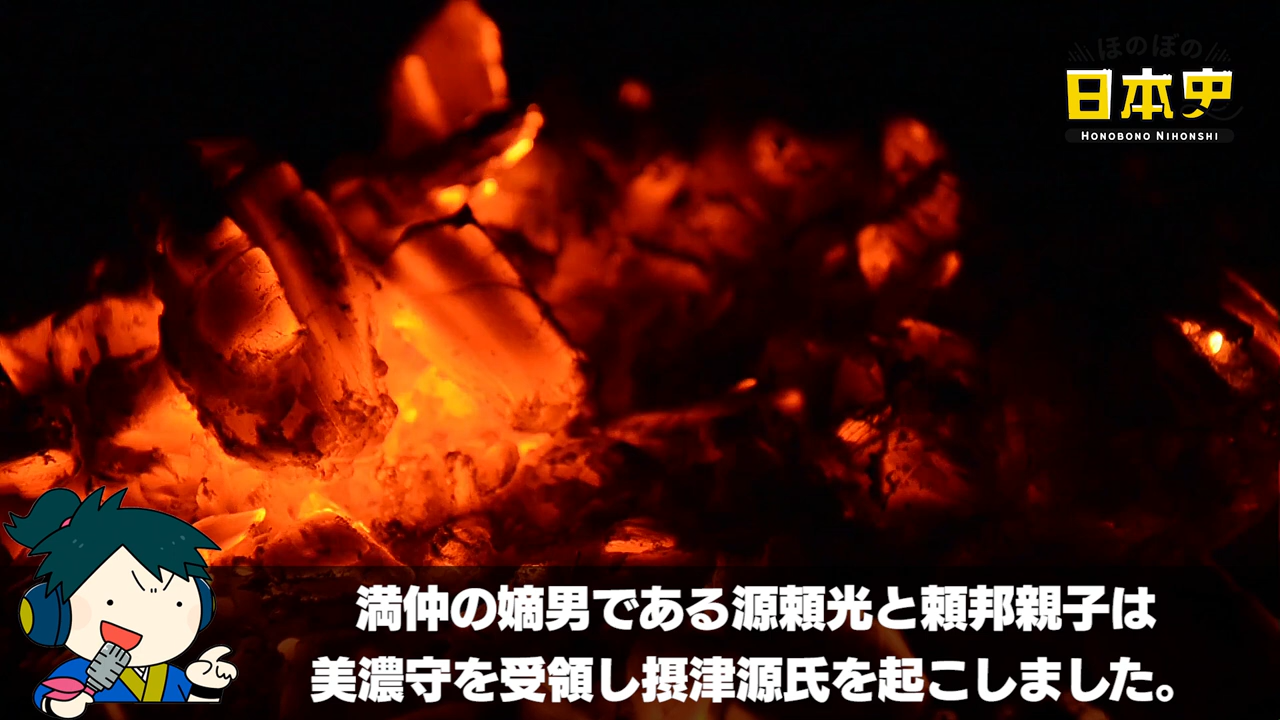 ほのぼの
日本史
HONOBONO NIHONSHI
満仲の嫡男である源頼光と頼邦親子は
美濃守を受領し摂津源氏を起こしました。